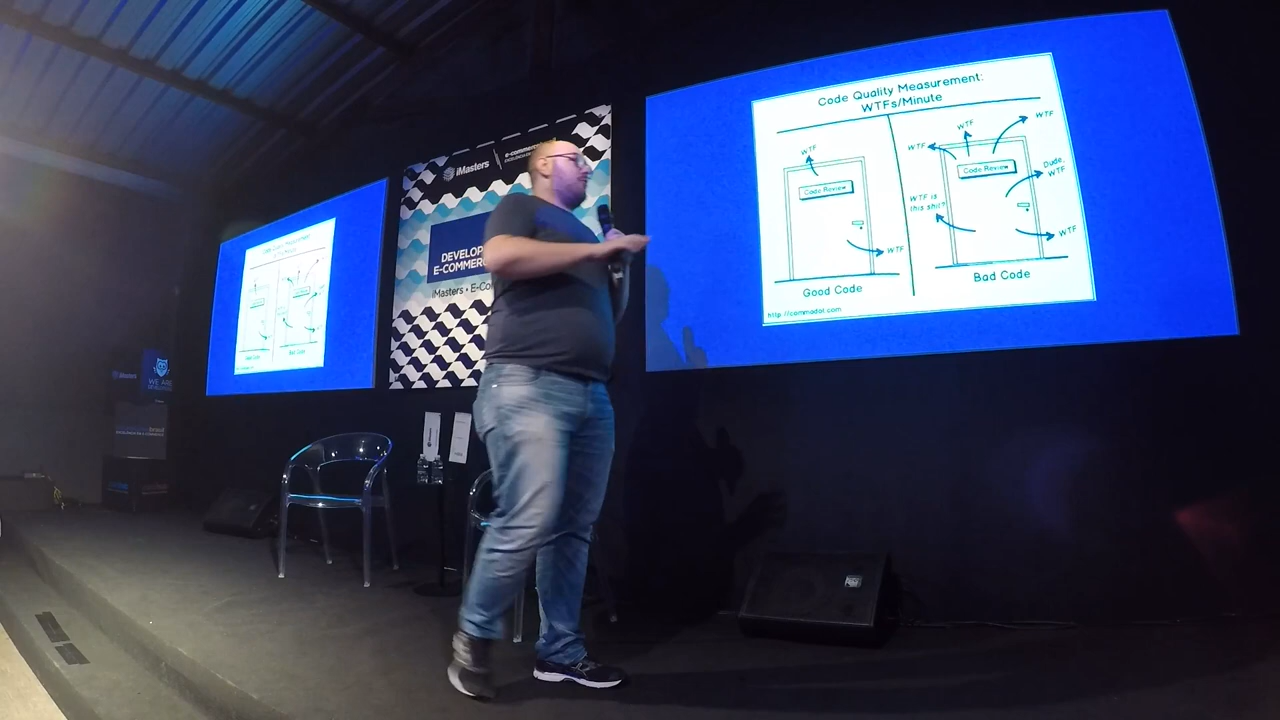 Code Quality Measurement:
WTFs/Minute
WTF
Code Review
WTF
Good Code
http://commadot.com
WTF
WTF
WTF
Code Review
Dude,
WTF
WTF is
this shit?
WTF
Bad Code
iMasters
DEVELOP
E-COMMERC
iMasters • E-Co
WE ARE
iMasters